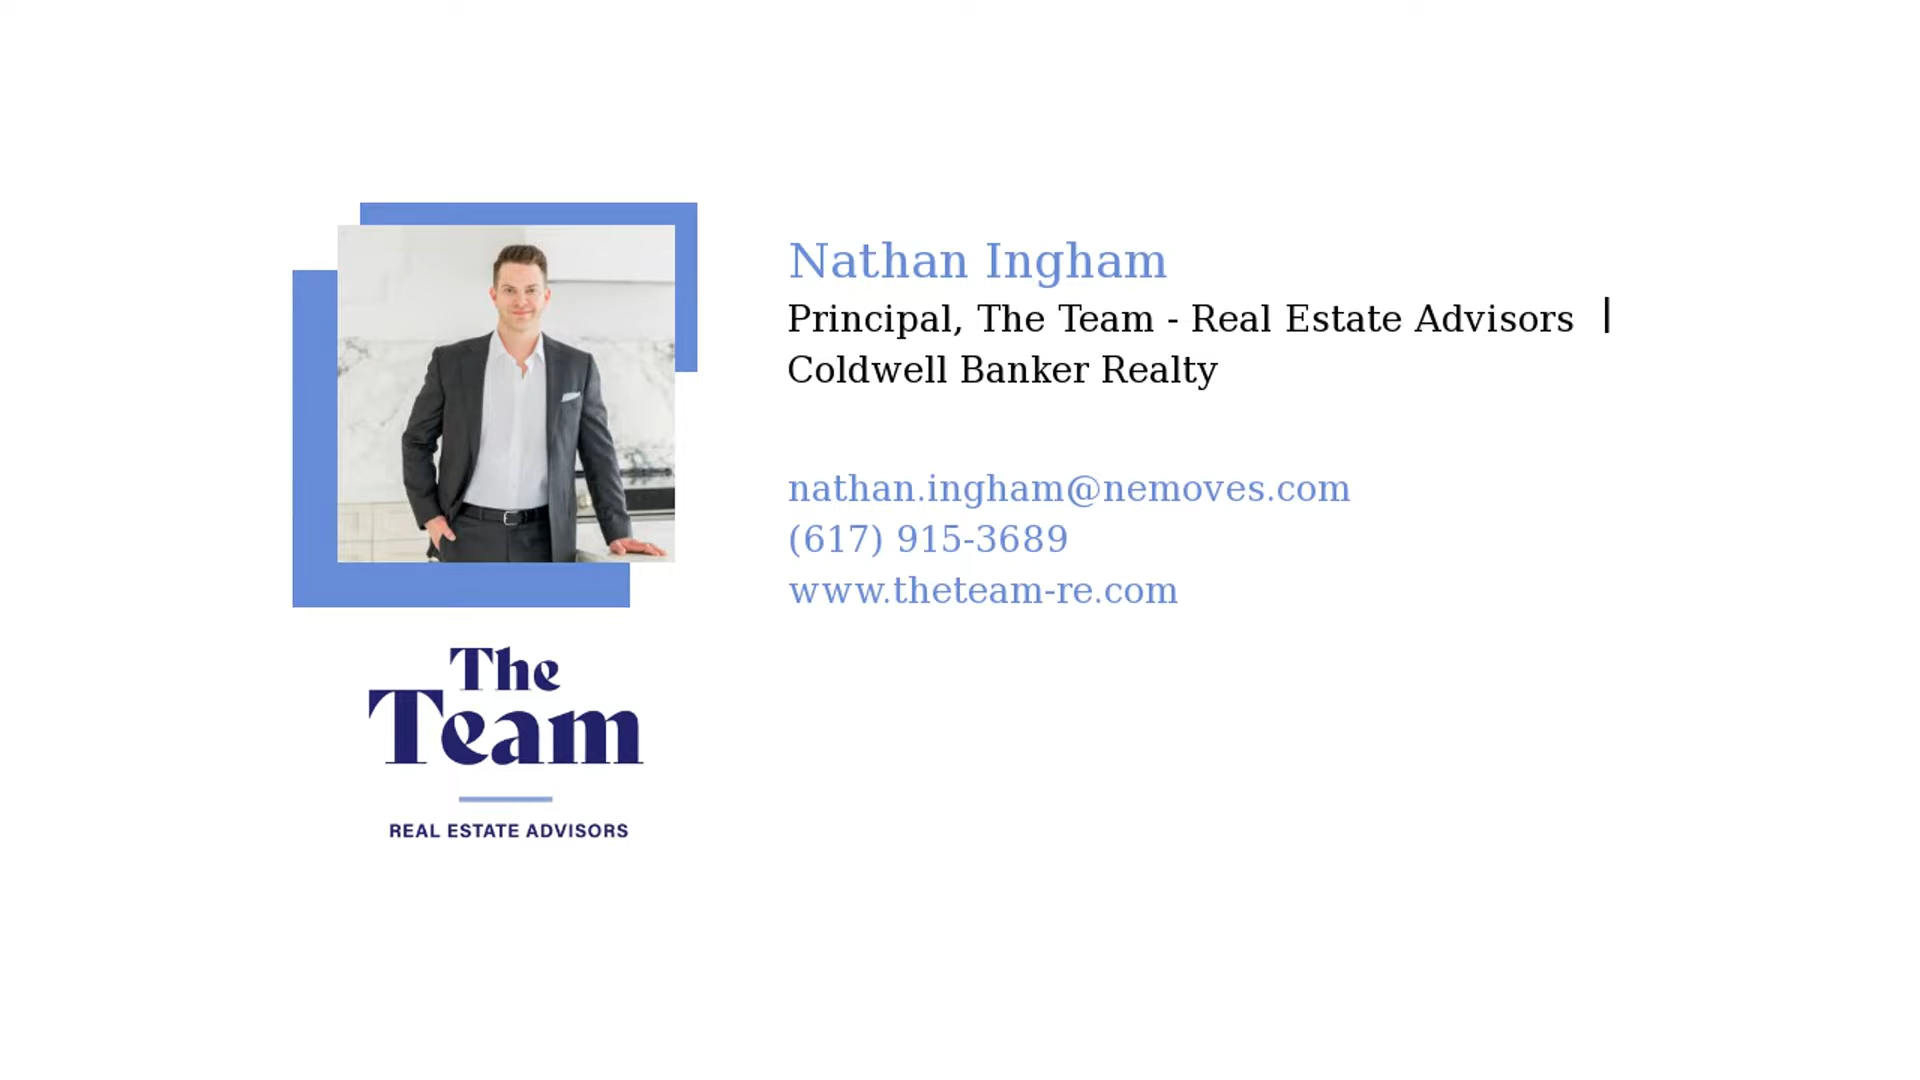 Nathan Ingham
Principal, The Team - Real Estate Advisors |
Coldwell Banker Realty
nathan.ingham@nemoves.com
(617) 915-3689
www.theteam-re.com
The
Team
REAL ESTATE ADVISORS